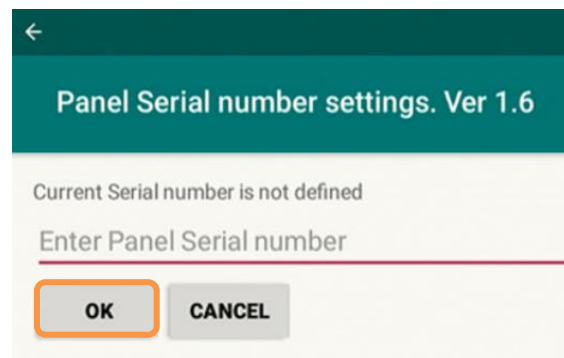 Panel Serial number settings. Ver 1.6
Current Serial number is not defined
Enter Panel Serial number
OK CANCEL